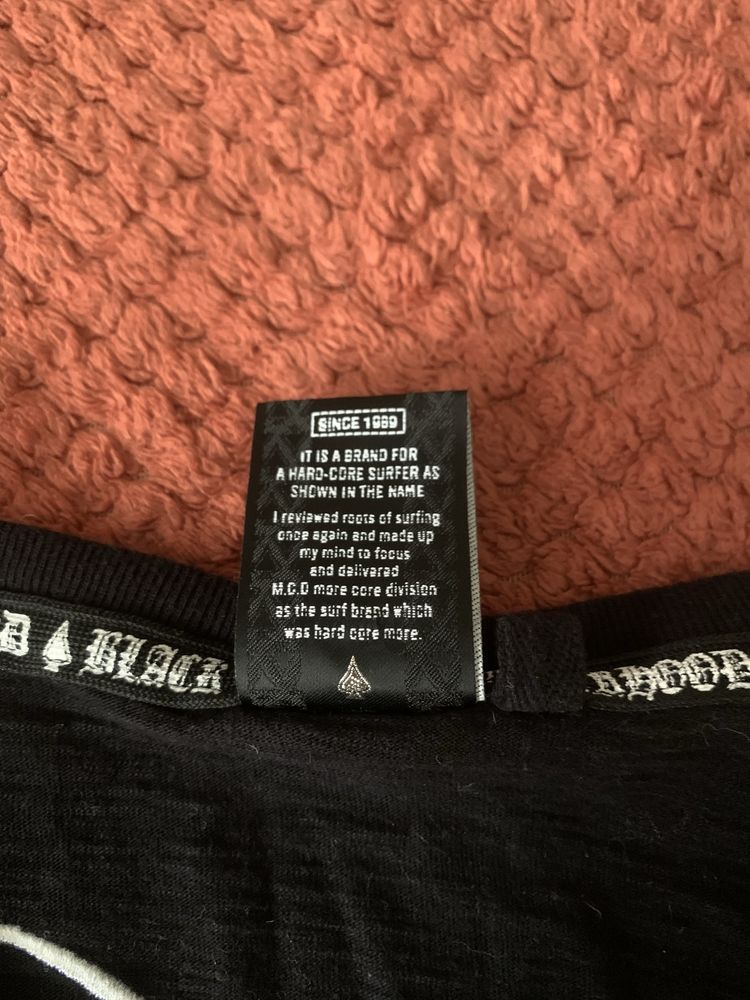 SINCE 1989
IT IS A BRAND FOR
A HARD-CORE SURFER AS
SHOWN IN THE NAME
I reviewed roots of surfing
once again and made up
my mind to focus
and delivered
M.C.D more core division
as the surf brand which
was hard core more.
BLACK